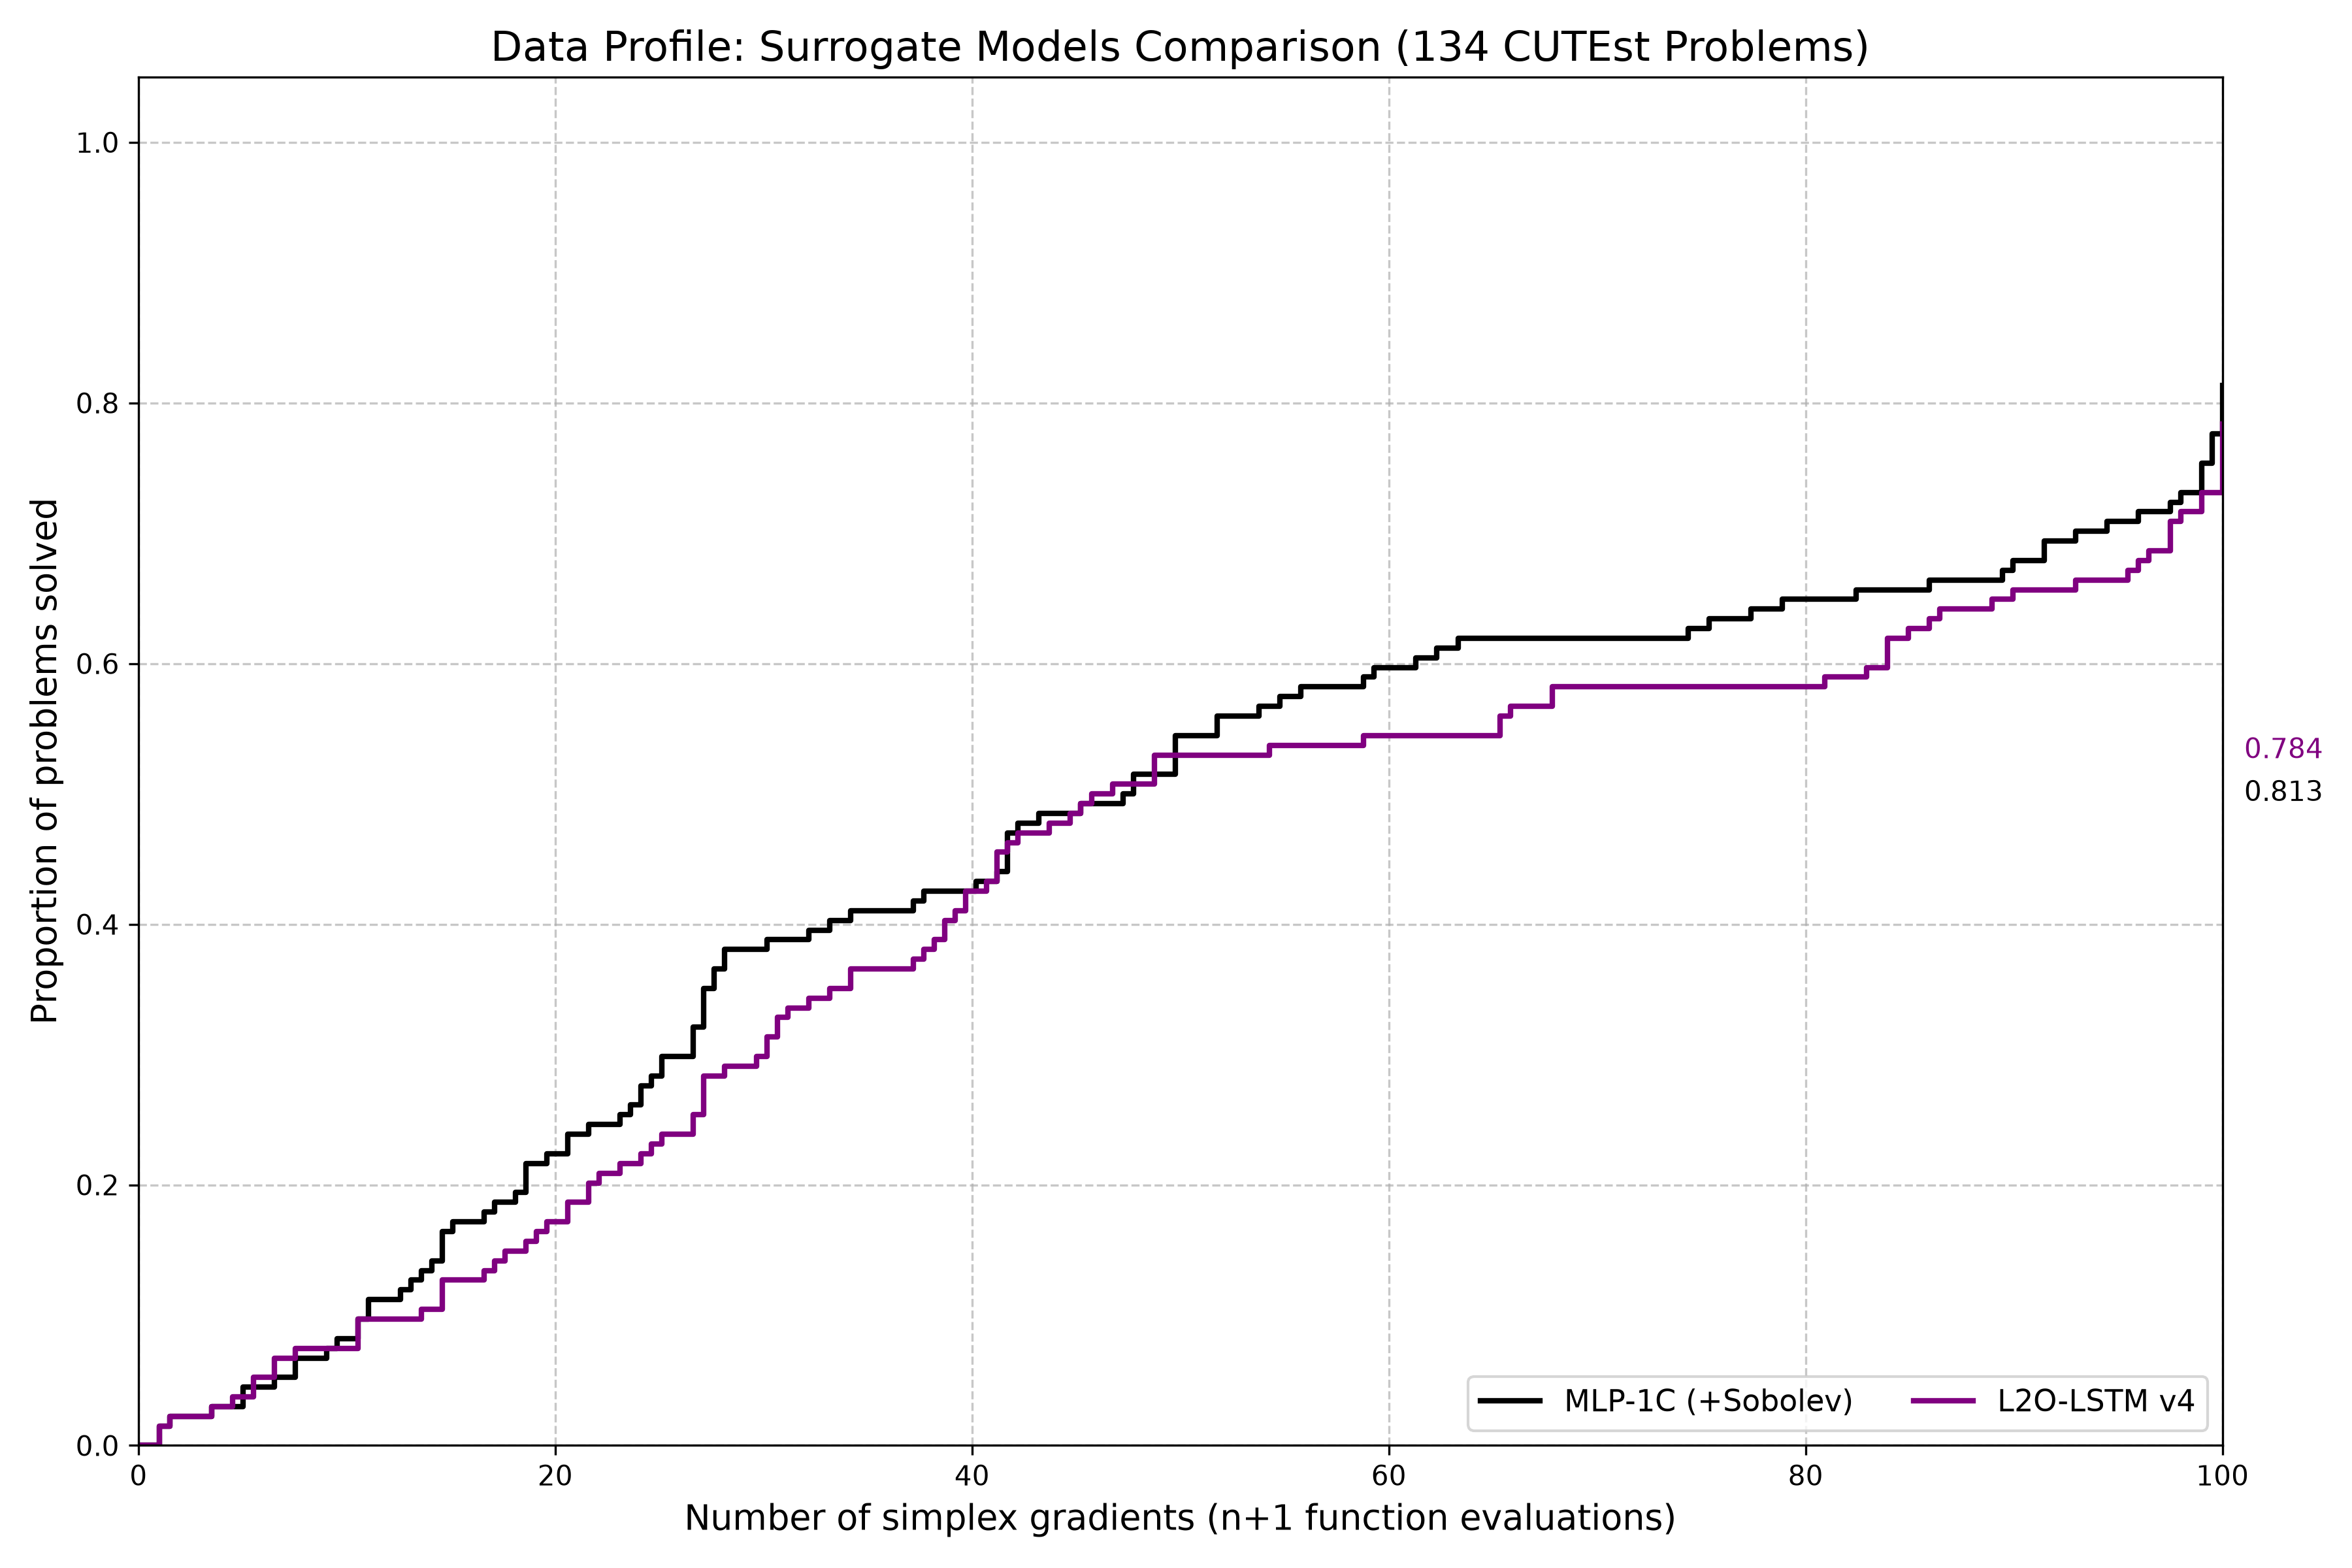 Data Profile: Surrogate Models Comparison (134 CUTEst Problems)
Proportion of problems solved
1.0
0.8
0.6
0.4
0.2
0.0
0.784
0.813
MLP-1C (+Sobolev) L2O-LSTM v4
0 20 40 60 80 100
Number of simplex gradients (n+1 function evaluations)